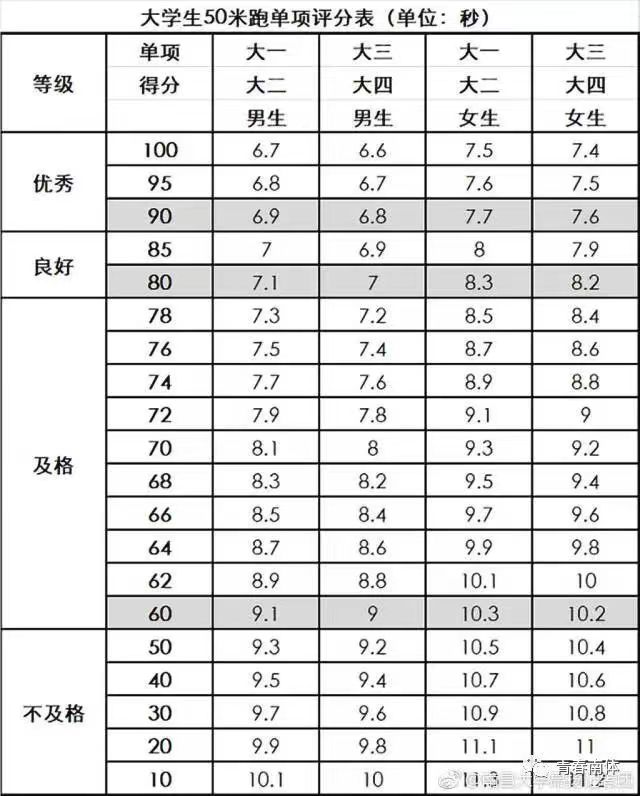 大学生50米跑单项评分表（单位：秒）
等级 单项得分 大一大二男生 大三大四男生 大一大二女生 大三大四女生
优秀 100 6.7 6.6 7.5 7.4
95 6.8 6.7 7.6 7.5
90 6.9 6.8 7.7 7.6
良好 85 7 6.9 8 7.9
80 7.1 7 8.3 8.2
及格 78 7.3 7.2 8.5 8.4
76 7.5 7.4 8.7 8.6
74 7.7 7.6 8.9 8.8
72 7.9 7.8 9.1 9
70 8.1 8 9.3 9.2
68 8.3 8.2 9.5 9.4
66 8.5 8.4 9.7 9.6
64 8.7 8.6 9.9 9.8
62 8.9 8.8 10.1 10
60 9.1 9 10.3 10.2
不及格 50 9.3 9.2 10.5 10.4
40 9.5 9.4 10.7 10.6
30 9.7 9.6 10.9 10.8
20 9.9 9.8 11.1 11
10 10.1 10 11.3 11.2
青春南体